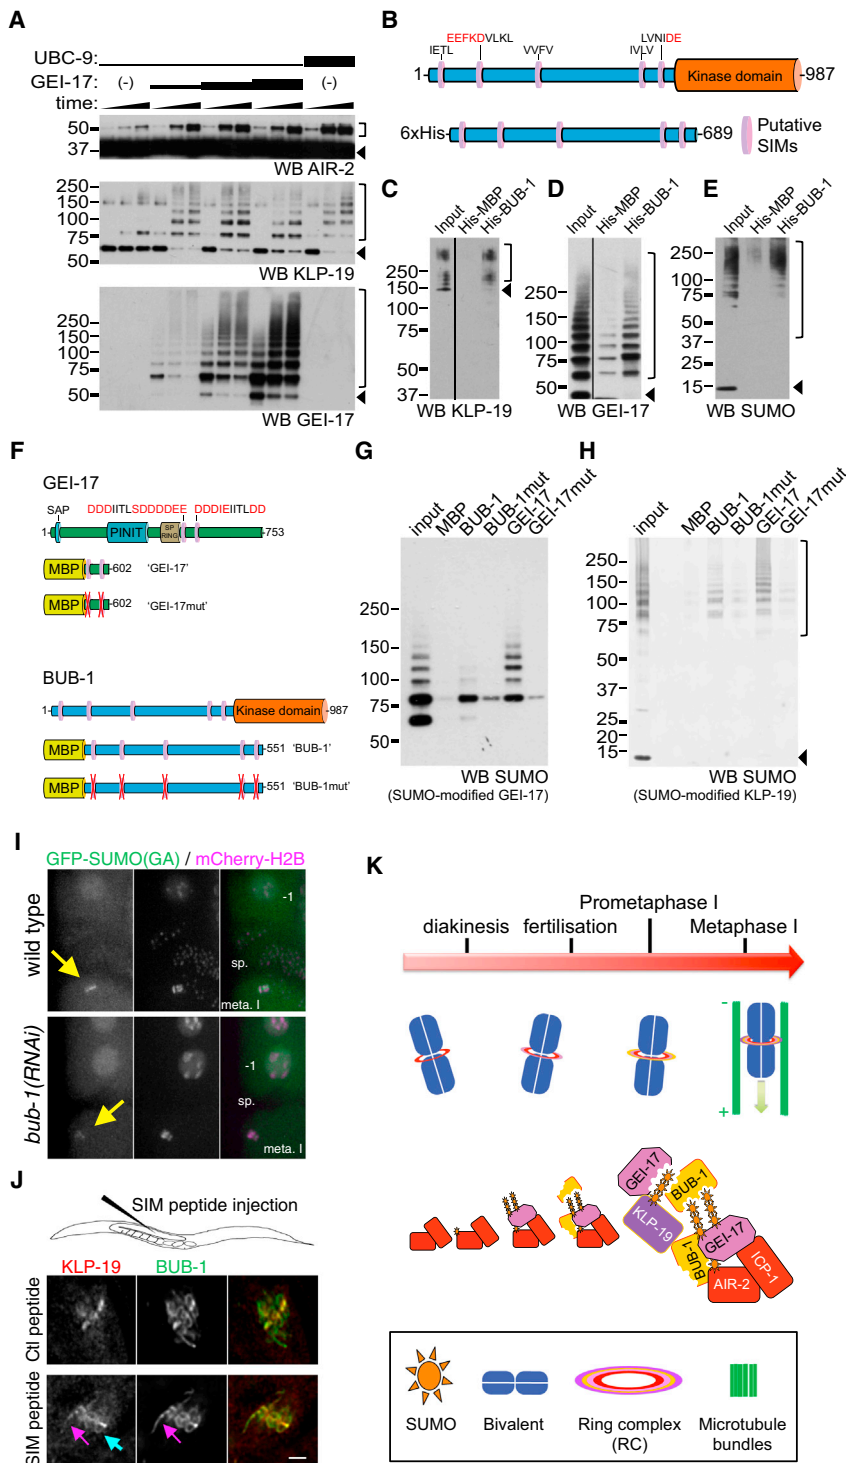 A
UBC-9:
GEI-17: (-) (-)
time:
50
37
WB AIR-2
250
150
100
75
50
WB KLP-19
250
150
100
75
50
WB GEI-17
B
EEFKDVLKL LVNIDE
IETL VVFV IVLV
1- Kinase domain -987
6xHis- -689 Putative
SIMs
C
Input
His-MBP
His-BUB-1
250
150
100
75
50
37
WB KLP-19
D
Input
His-MBP
His-BUB-1
250
150
100
75
50
WB GEI-17
E
Input
His-MBP
His-BUB-1
250
100
75
50
37
15
WB SUMO
F
GEI-17
DDDIITLSDDDDEE DDDIEIITLDD
SAP
1- PINIT SP RING -753
MBP -602 'GEI-17'
MBP -602 'GEI-17mut'
BUB-1
1- Kinase domain -987
MBP -551 'BUB-1'
MBP -551 'BUB-1mut'
G
input
MBP
BUB-1
BUB-1mut
GEI-17
GEI-17mut
250
150
100
75
50
WB SUMO
(SUMO-modified GEI-17)
H
input
MBP
BUB-1
BUB-1mut
GEI-17
GEI-17mut
250
150
100
75
50
37
25
20
15
WB SUMO
(SUMO-modified KLP-19)
I
GFP-SUMO(GA) / mCherry-H2B
wild type
-1
sp.
meta. I
bub-1(RNAi)
-1
sp.
meta. I
J
SIM peptide injection
KLP-19 BUB-1
Ctl peptide
SIM peptide
K
Prometaphase I
diakinesis fertilisation Metaphase I
-
+
GEI-17
BUB-1
KLP-19
GEI-17
BUB-1
ICP-1
AIR-2
SUMO Bivalent Ring complex
(RC) Microtubule
bundles